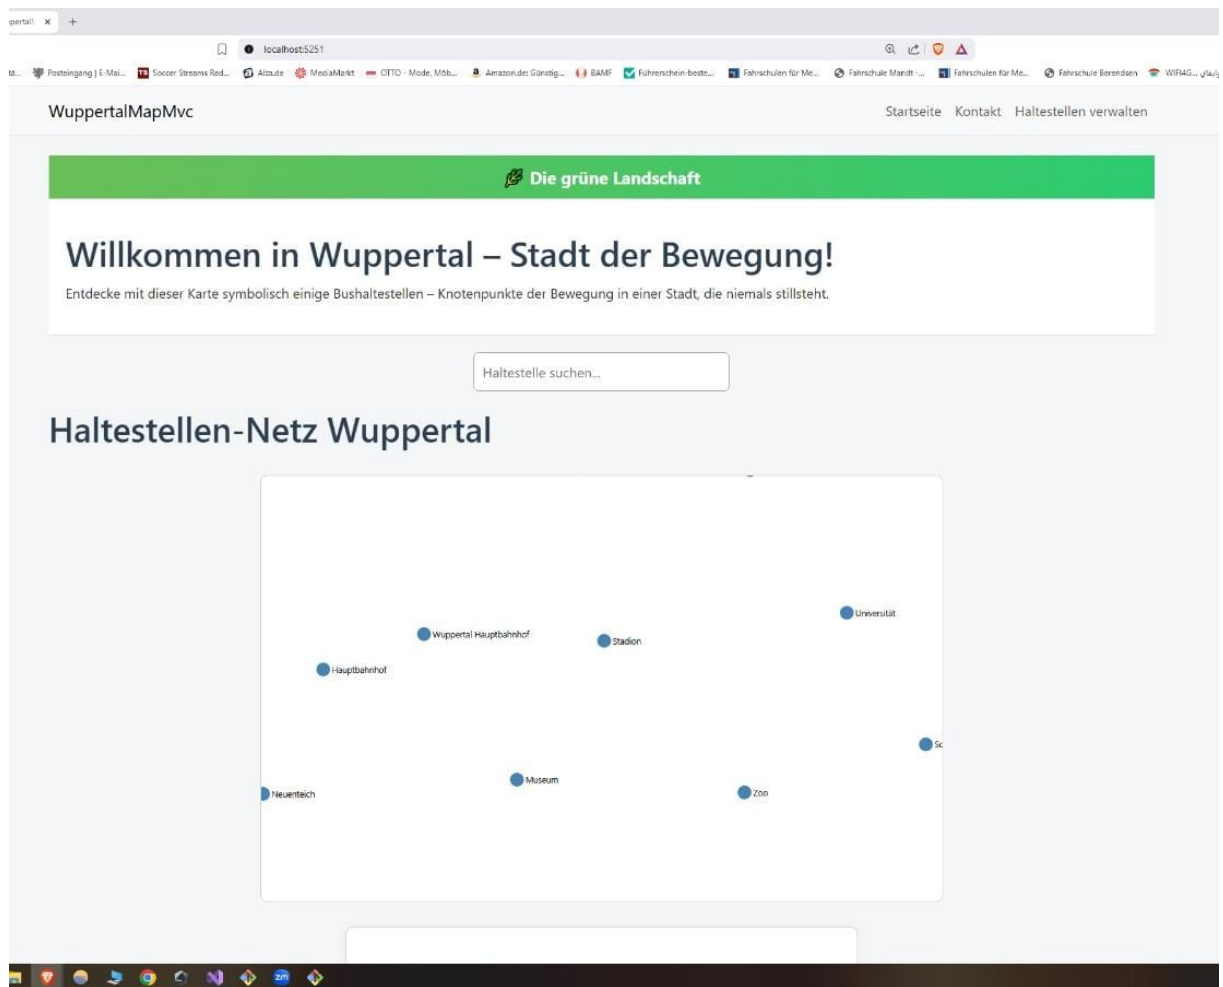 localhost:5251
Posteingang | E-Mai... Soccer Streams Red... Alza.de MediaMarkt OTTO - Mode, Möb... Amazon.de: Günstig... BAMF Führerschein-beste... Fahrschulen für Me... Fahrschule Mandt -... Fahrschulen für Me... Fahrschule Berendsen WIFI4G...
WuppertalMapMvc Startseite Kontakt Haltestellen verwalten
Die grüne Landschaft
Willkommen in Wuppertal – Stadt der Bewegung!
Entdecke mit dieser Karte symbolisch einige Bushaltestellen – Knotenpunkte der Bewegung in einer Stadt, die niemals stillsteht.
Haltestelle suchen...
Haltestellen-Netz Wuppertal
Universität
Wuppertal Hauptbahnhof
Stadion
Hauptbahnhof
Museum
Zoo
Neuenteich
zm